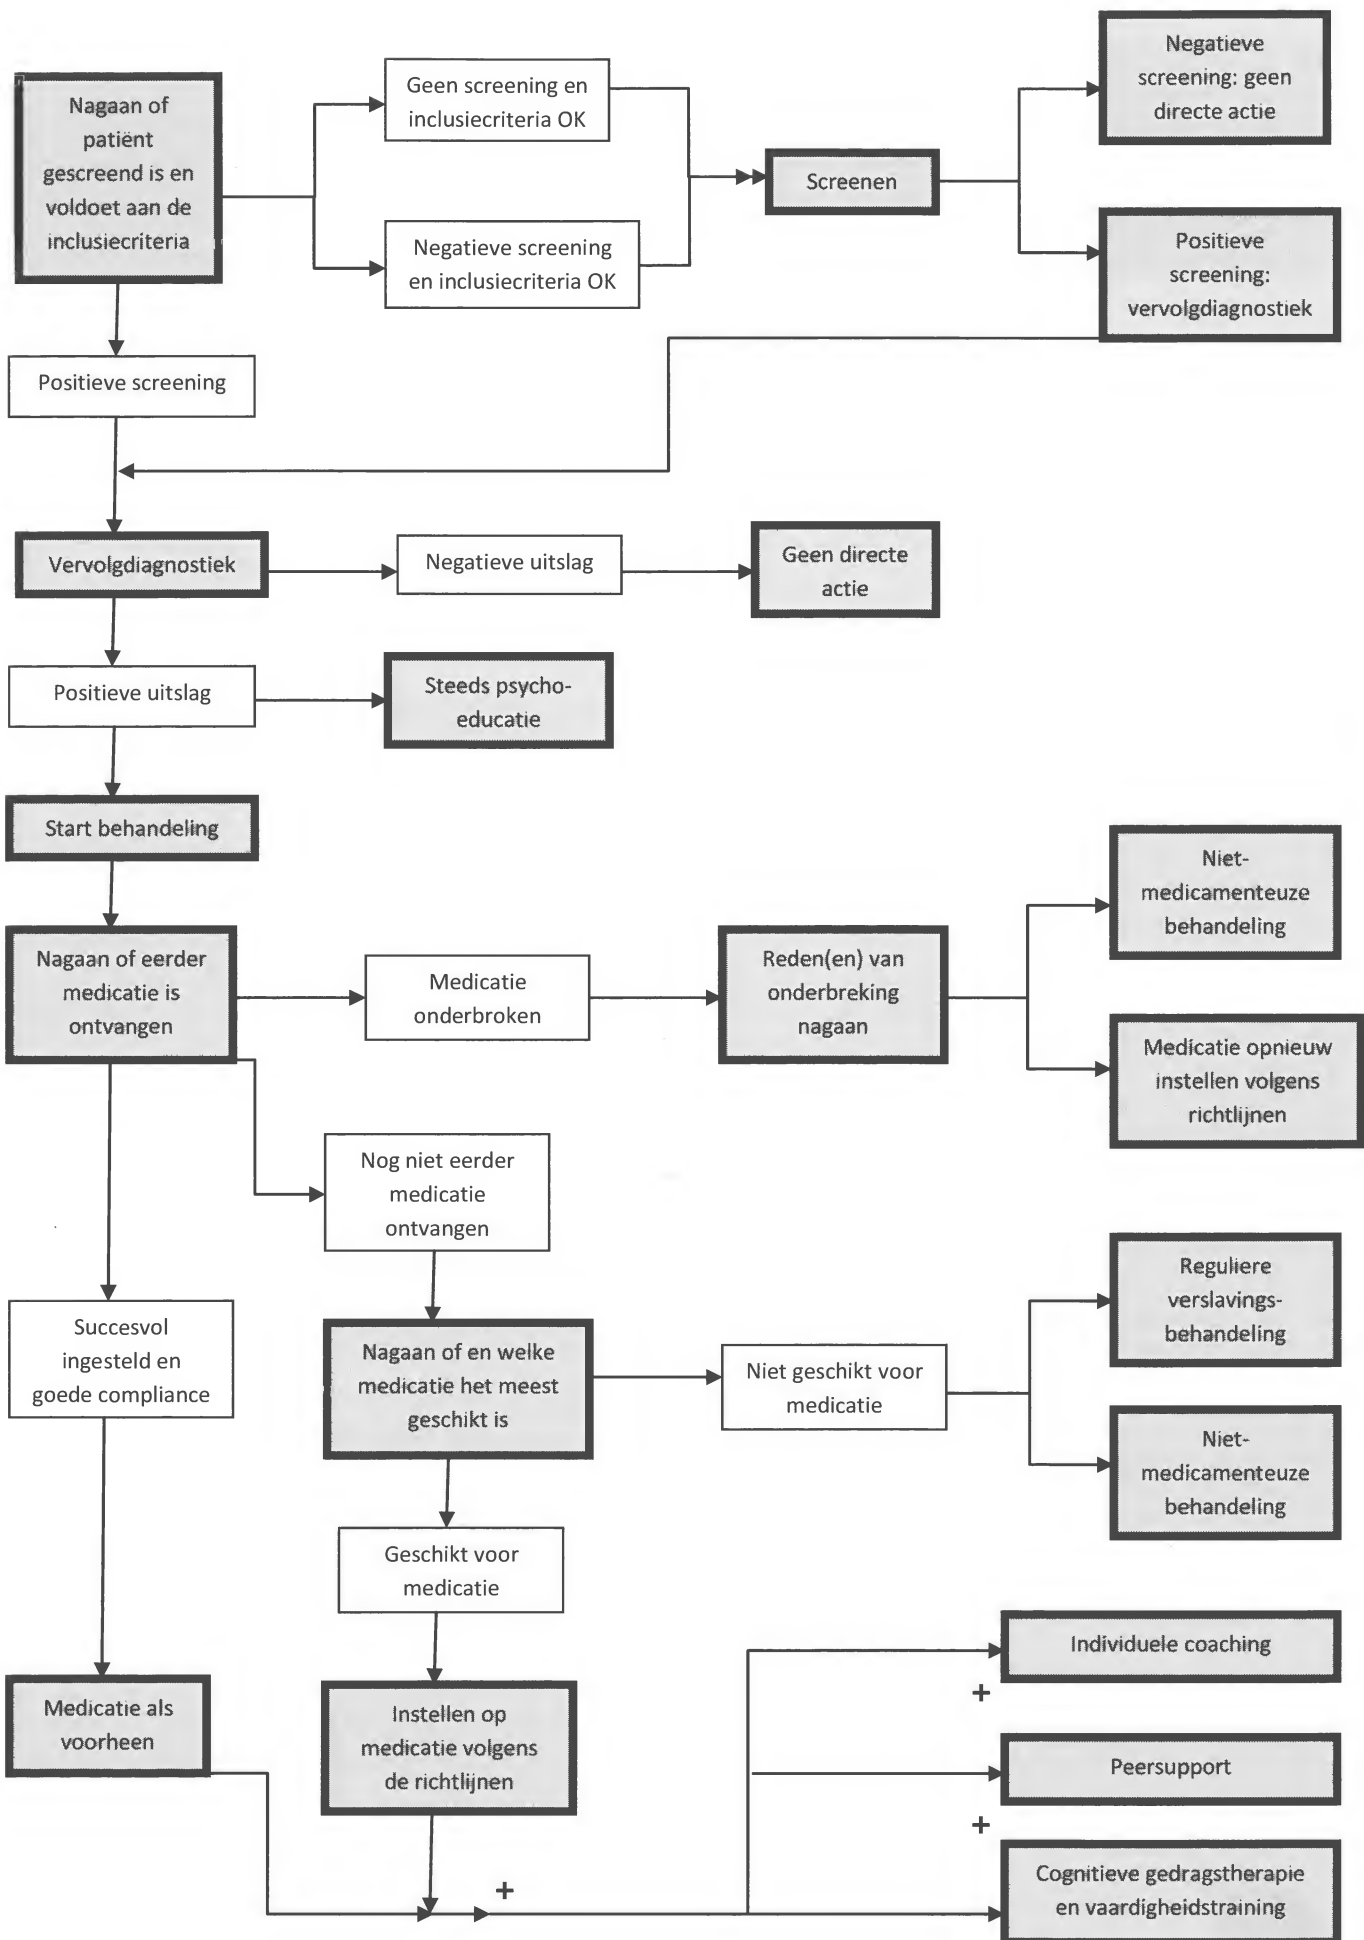 Nagaan of
patiënt
gescreend is en
voldoet aan de
inclusiecriteria
Geen screening en
inclusiecriteria OK
Negatieve screening
en inclusiecriteria OK
Screenen
Negatieve
screening: geen
directe actie
Positieve
screening:
vervolgdiagnostiek
Positieve screening
Vervolgdiagnostiek
Negatieve uitslag
Geen directe
actie
Positieve uitslag
Steeds psycho-
educatie
Start behandeling
Nagaan of eerder
medicatie is
ontvangen
Medicatie
onderbroken
Reden(en) van
onderbreking
nagaan
Niet-
medicamenteuze
behandeling
Medicatie opnieuw
instellen volgens
richtlijnen
Nog niet eerder
medicatie
ontvangen
Succesvol
ingesteld en
goede compliance
Nagaan of en welke
medicatie het meest
geschikt is
Niet geschikt voor
medicatie
Reguliere
verslavings-
behandeling
Niet-
medicamenteuze
behandeling
Geschikt voor
medicatie
Medicatie als
voorheen
Instellen op
medicatie volgens
de richtlijnen
+
Individuele coaching
+
Peersupport
+
Cognitieve gedragstherapie
en vaardigheidstraining